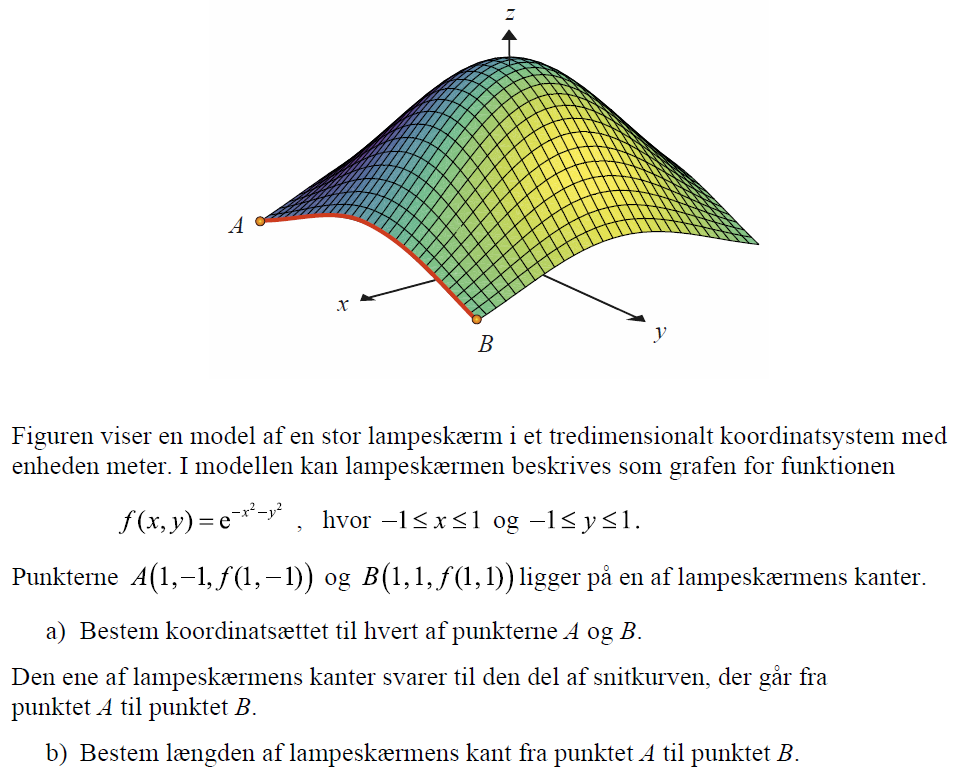 z
A
x
B
y
Figuren viser en model af en stor lampeskærm i et tredimensionalt koordinatsystem med
enheden meter. I modellen kan lampeskærmen beskrives som grafen for funktionen
f(x,y)=e^{-x²-y²} , hvor −1≤x≤1 og −1≤y≤1.
Punkterne A(1,−1, f(1,−1)) og B(1,1, f(1,1)) ligger på en af lampeskærmens kanter.
a) Bestem koordinatsættet til hvert af punkterne A og B.
Den ene af lampeskærmens kanter svarer til den del af snitkurven, der går fra
punktet A til punktet B.
b) Bestem længden af lampeskærmens kant fra punktet A til punktet B.